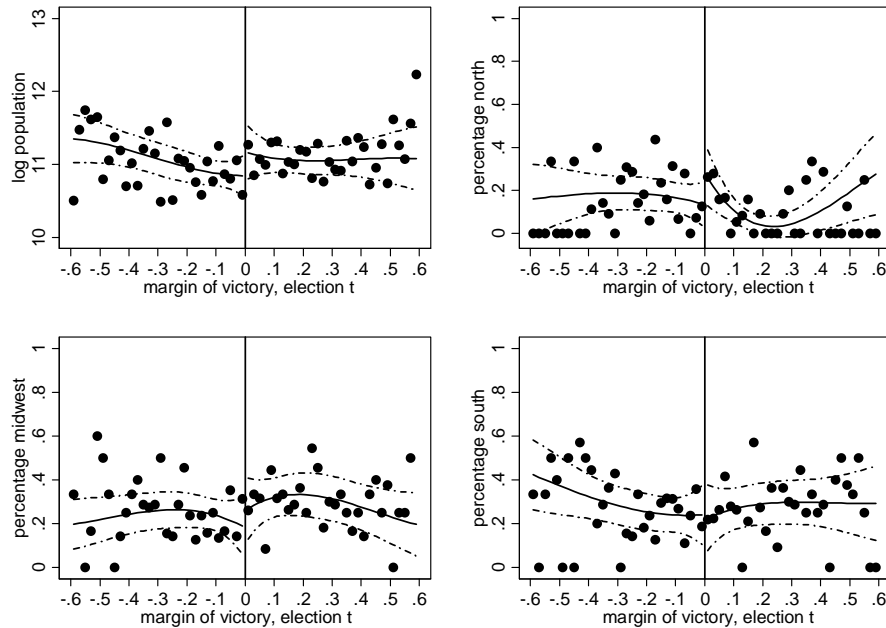 log population
13
12
11
10
-.6 -.5 -.4 -.3 -.2 -.1 0 .1 .2 .3 .4 .5 .6
margin of victory, election t
percentage north
1
.8
.6
.4
.2
0
-.6 -.5 -.4 -.3 -.2 -.1 0 .1 .2 .3 .4 .5 .6
margin of victory, election t
percentage midwest
1
.8
.6
.4
.2
0
-.6 -.5 -.4 -.3 -.2 -.1 0 .1 .2 .3 .4 .5 .6
margin of victory, election t
percentage south
1
.8
.6
.4
.2
0
-.6 -.5 -.4 -.3 -.2 -.1 0 .1 .2 .3 .4 .5 .6
margin of victory, election t